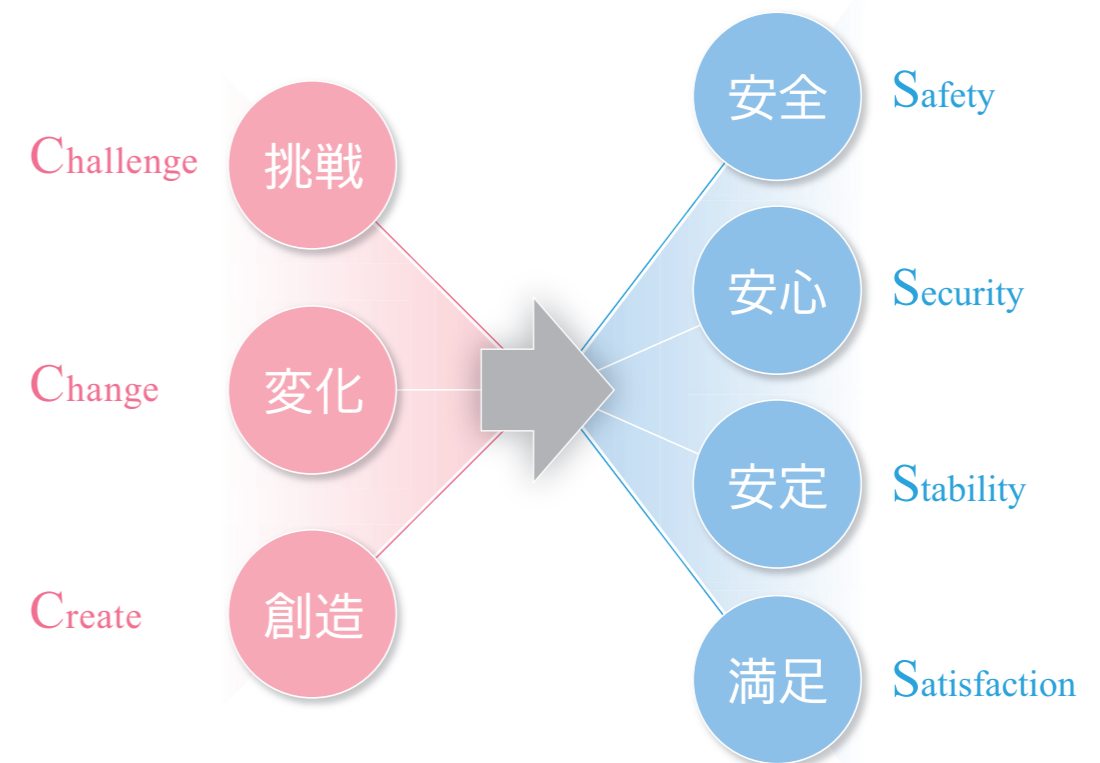 Challenge
挑戦
Change
変化
Create
創造
安全
Safety
安心
Security
安定
Stability
満足
Satisfaction